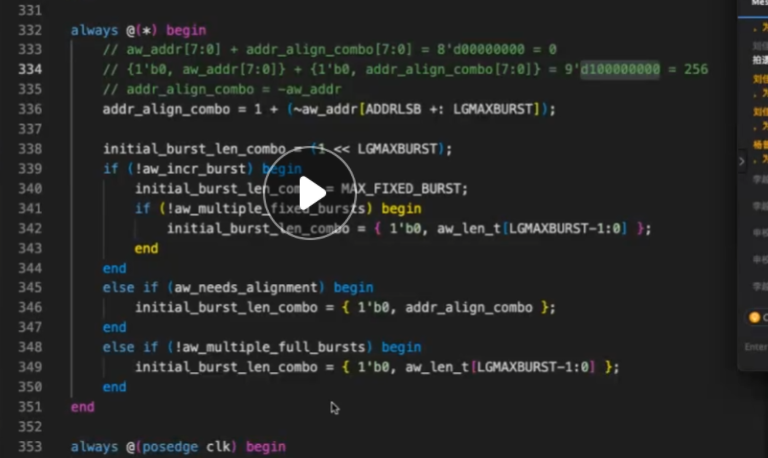 331
332 always @(*) begin
333 // aw_addr[7:0] + addr_align_combo[7:0] = 8'd00000000 = 0
334 // {1'b0, aw_addr[7:0]} + {1'b0, addr_align_combo[7:0]} = 9'd100000000 = 256
335 // addr_align_combo = ~aw_addr
336 addr_align_combo = 1 + (~aw_addr[ADDRLSB +: LGMAXBURST]);
337
338 initial_burst_len_combo = (1 << LGMAXBURST);
339 if (!aw_incr_burst) begin
340 initial_burst_len_combo = MAX_FIXED_BURST;
341 if (!aw_multiple_fixed_bursts) begin
342 initial_burst_len_combo = { 1'b0, aw_len_t[LGMAXBURST-1:0] };
343 end
344 end
345 else if (aw_needs_alignment) begin
346 initial_burst_len_combo = { 1'b0, addr_align_combo };
347 end
348 else if (!aw_multiple_full_bursts) begin
349 initial_burst_len_combo = { 1'b0, aw_len_t[LGMAXBURST-1:0] };
350 end
351 end
352
353 always @(posedge clk) begin
Enter